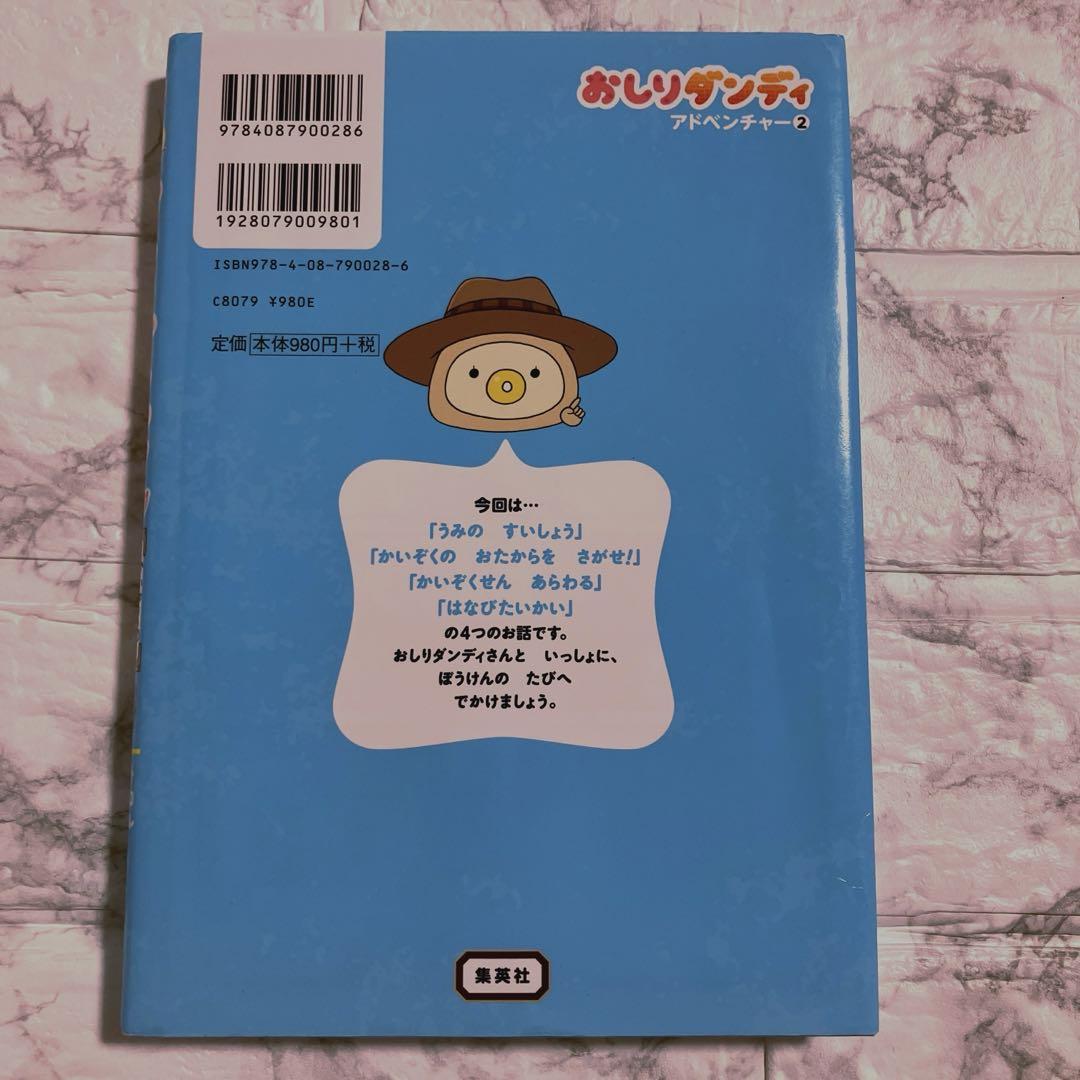 9784087900286
1928079009801
ISBN978-4-08-790028-6
C8079 ¥980E
定価 本体980円+税
おしりダンディ
アドベンチャー❷
今回は…
「うみの すいしょう」
「かいぞくの おたからを さがせ!」
「かいぞくせん あらわる」
「はなびたいかい」
の4つのお話です。
おしりダンディさんと いっしょに、
ぼうけんの たびへ
でかけましょう。
集英社